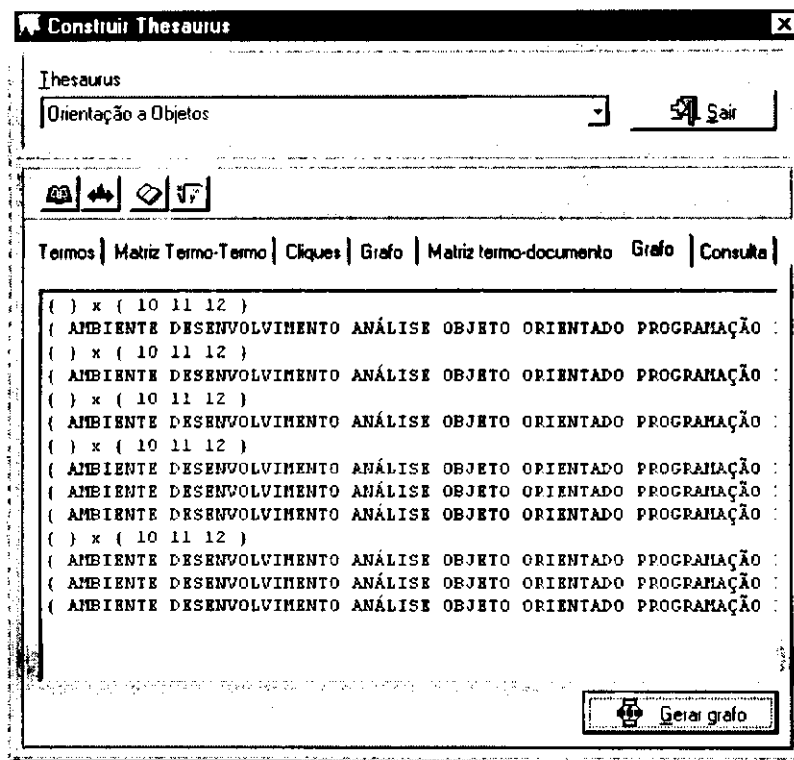 Construir Thesaurus
Thesaurus
Orientação a Objetos
Sair
Termos Matriz Termo-Termo Cliques Grafo Matriz termo-documento Grafo Consulta
{ } x { 10 11 12 }
{ AMBIENTE DESENVOLVIMENTO ANÁLISE OBJETO ORIENTADO PROGRAMAÇÃO
{ } x { 10 11 12 }
{ AMBIENTE DESENVOLVIMENTO ANÁLISE OBJETO ORIENTADO PROGRAMAÇÃO
{ } x { 10 11 12 }
{ AMBIENTE DESENVOLVIMENTO ANÁLISE OBJETO ORIENTADO PROGRAMAÇÃO
{ } x { 10 11 12 }
{ AMBIENTE DESENVOLVIMENTO ANÁLISE OBJETO ORIENTADO PROGRAMAÇÃO
{ AMBIENTE DESENVOLVIMENTO ANÁLISE OBJETO ORIENTADO PROGRAMAÇÃO
{ AMBIENTE DESENVOLVIMENTO ANÁLISE OBJETO ORIENTADO PROGRAMAÇÃO
{ } x { 10 11 12 }
{ AMBIENTE DESENVOLVIMENTO ANÁLISE OBJETO ORIENTADO PROGRAMAÇÃO
{ AMBIENTE DESENVOLVIMENTO ANÁLISE OBJETO ORIENTADO PROGRAMAÇÃO
{ AMBIENTE DESENVOLVIMENTO ANÁLISE OBJETO ORIENTADO PROGRAMAÇÃO
Gerar grafo